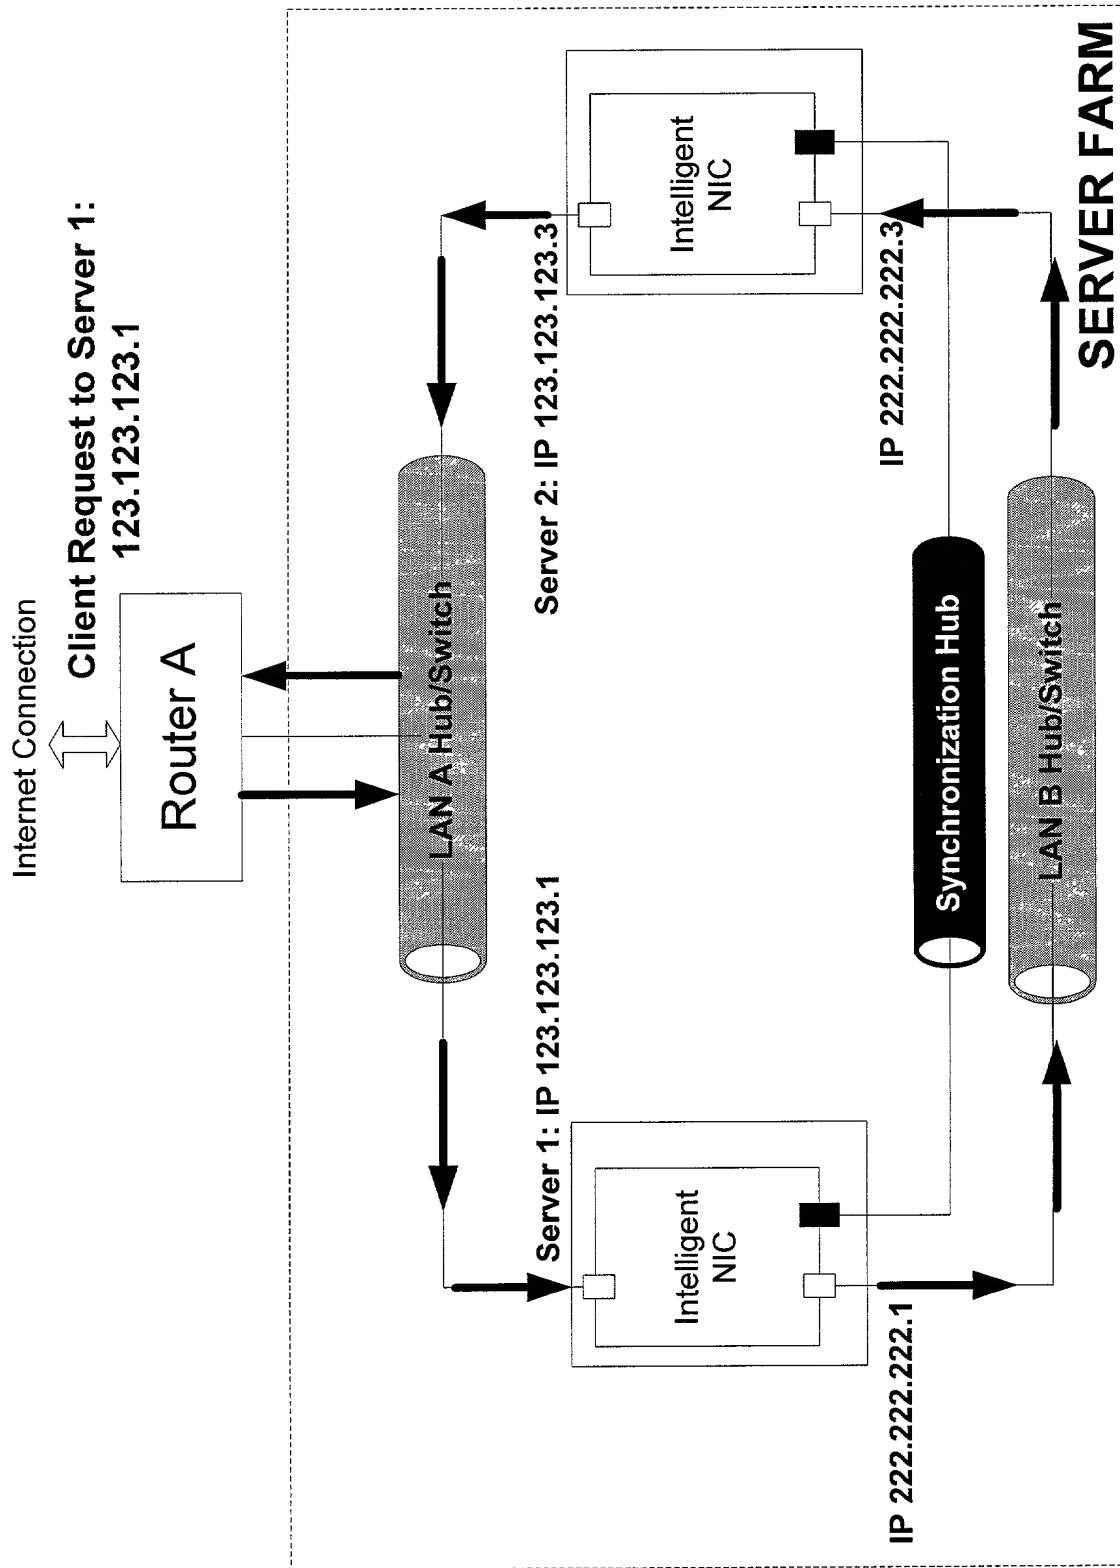 Internet Connection
Client Request to Server 1:
123.123.123.1
Router A
LAN A Hub/Switch
Server 1: IP 123.123.123.1
Server 2: IP 123.123.123.3
Intelligent
NIC
Intelligent
NIC
IP 222.222.222.1
IP 222.222.222.3
Synchronization Hub
LAN B Hub/Switch
SERVER FARM